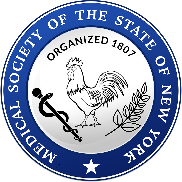 MEDICAL SOCIETY OF THE STATE OF NEW YORK
ORGANIZED 1807